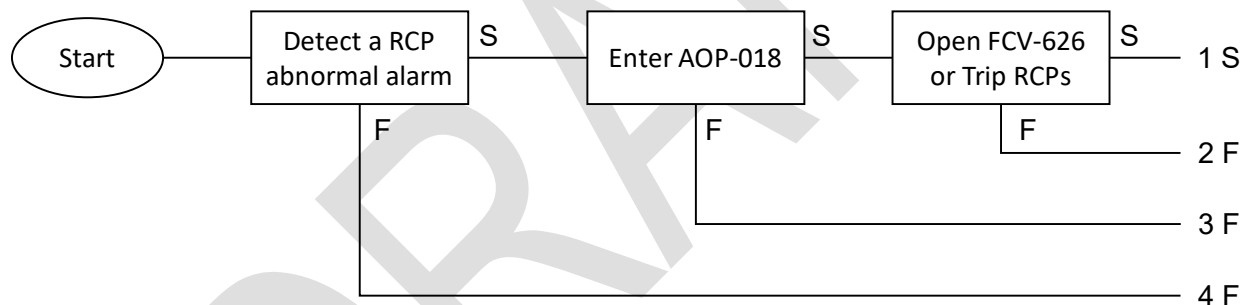 Start
Detect a RCP
abnormal alarm
S
F
Enter AOP-018
S
F
Open FCV-626
or Trip RCPs
S
F
1 S
2 F
3 F
4 F